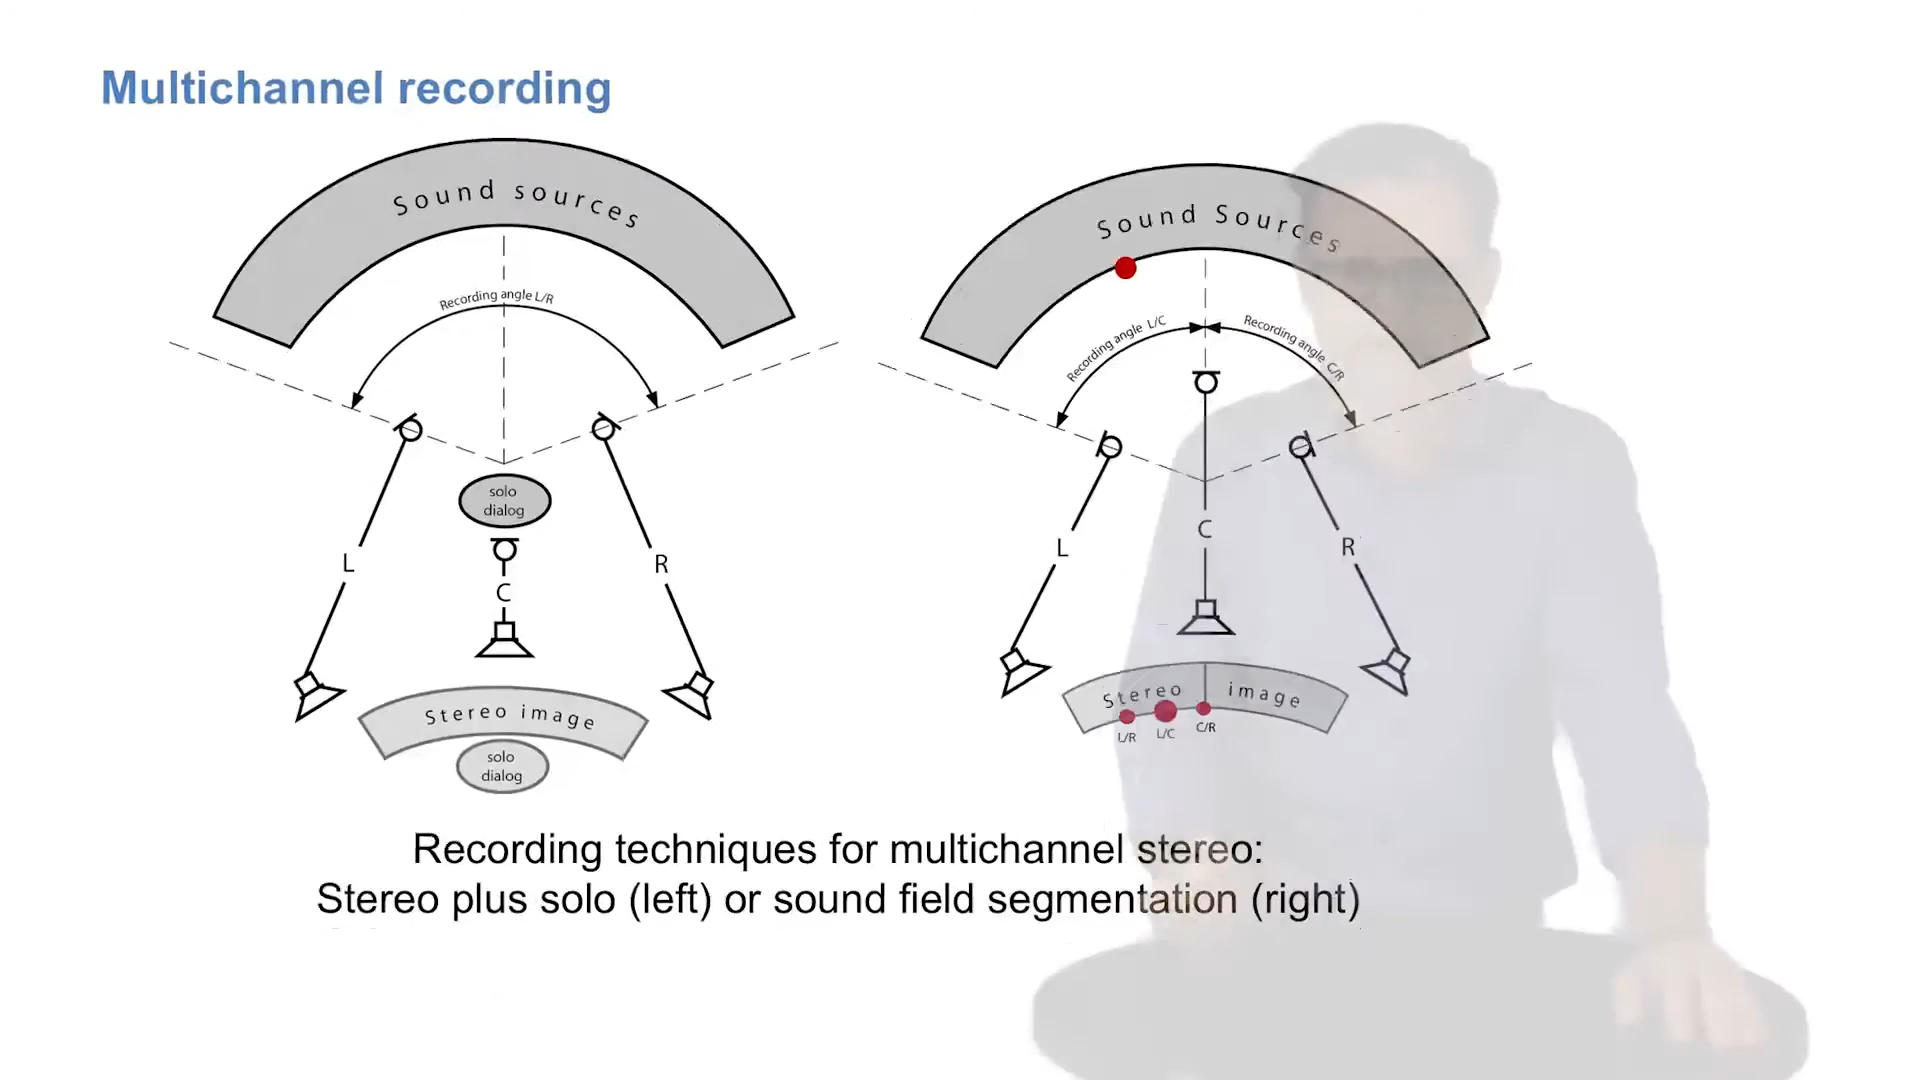 Multichannel recording
Sound sources
Recording angle L/R
solo
dialog
L
C
R
Stereo image
solo
dialog
Sound Sources
Recording angle L/C
Recording angle C/R
L
C
R
Stereo image
L/R
L/C
C/R
Recording techniques for multichannel stereo:
Stereo plus solo (left) or sound field segmentation (right)